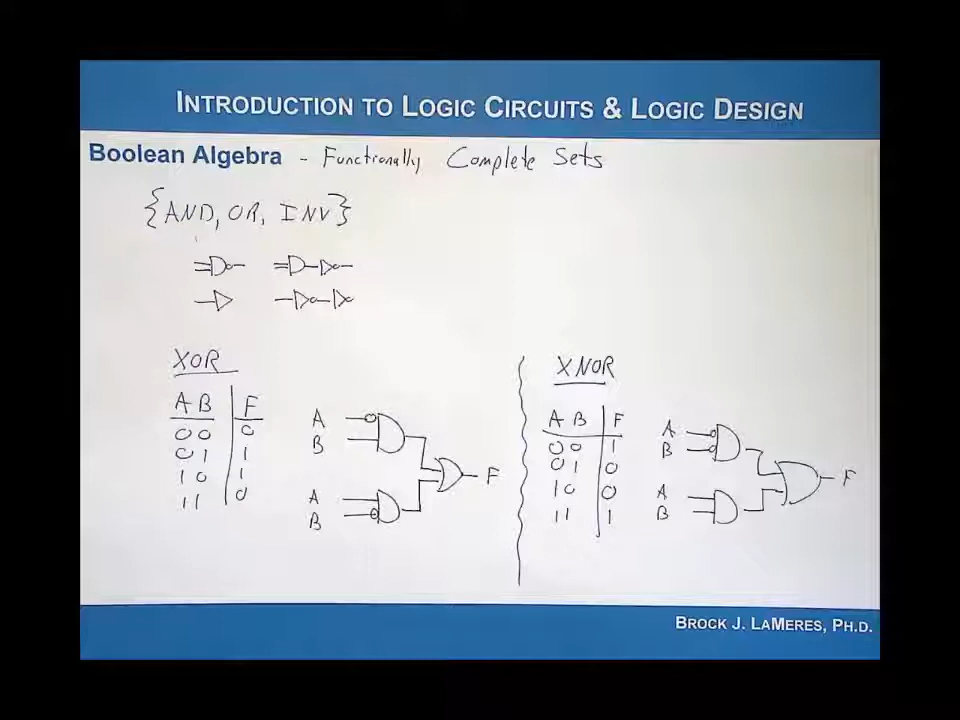 INTRODUCTION TO LOGIC CIRCUITS & LOGIC DESIGN
Boolean Algebra - Functionally Complete Sets
{AND, OR, INV}
XOR
A B F
0 0 0
0 1 1
1 0 1
1 1 0
A
B
A
B
F
XNOR
A B F
0 0 1
0 1 0
1 0 0
1 1 1
A
B
A
B
F
BROCK J. LAMERES, PH.D.